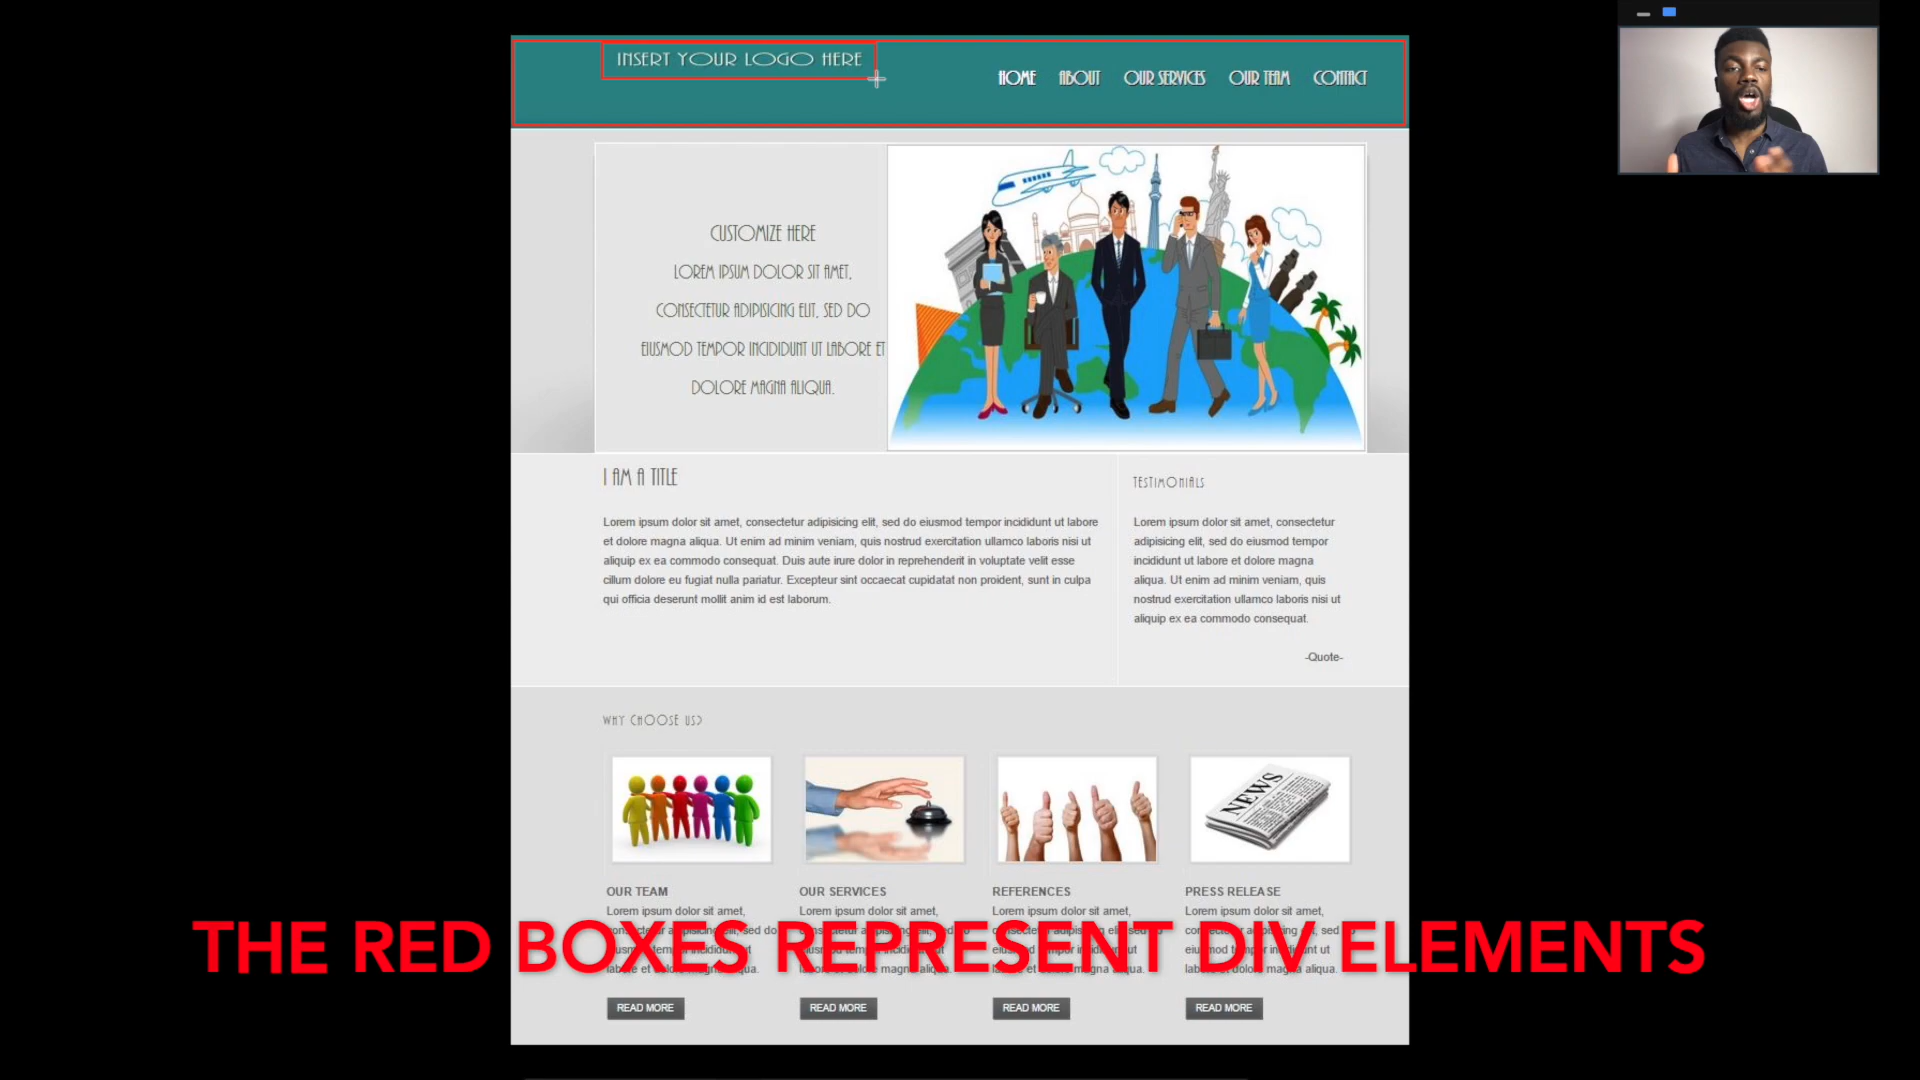 INSERT YOUR LOGO HERE
HOME ABOUT OUR SERVICES OUR TEAM CONTACT
CUSTOMIZE HERE
LOREM IPSUM DOLOR SIT AMET,
CONSECTETUR ADIPISICING ELIT, SED DO
EIUSMOD TEMPOR INCIDIDUNT UT LABORE ET
DOLORE MAGNA ALIQUA.
I AM A TITLE
Lorem ipsum dolor sit amet, consectetur adipisicing elit, sed do eiusmod tempor incididunt ut labore
et dolore magna aliqua. Ut enim ad minim veniam, quis nostrud exercitation ullamco laboris nisi ut
aliquip ex ea commodo consequat. Duis aute irure dolor in reprehenderit in voluptate velit esse
cillum dolore eu fugiat nulla pariatur. Excepteur sint occaecat cupidatat non proident, sunt in culpa
qui officia deserunt mollit anim id est laborum.
TESTIMONIALS
Lorem ipsum dolor sit amet, consectetur
adipisicing elit, sed do eiusmod tempor
incididunt ut labore et dolore magna
aliqua. Ut enim ad minim veniam, quis
nostrud exercitation ullamco laboris nisi ut
aliquip ex ea commodo consequat.
-Quote-
WHY CHOOSE US?
NEWS
OUR TEAM
Lorem ipsum dolor sit amet,
READ MORE
OUR SERVICES
Lorem ipsum dolor sit amet,
READ MORE
REFERENCES
Lorem ipsum dolor sit amet,
READ MORE
PRESS RELEASE
Lorem ipsum dolor sit amet,
READ MORE
THE RED BOXES REPRESENT DIV ELEMENTS